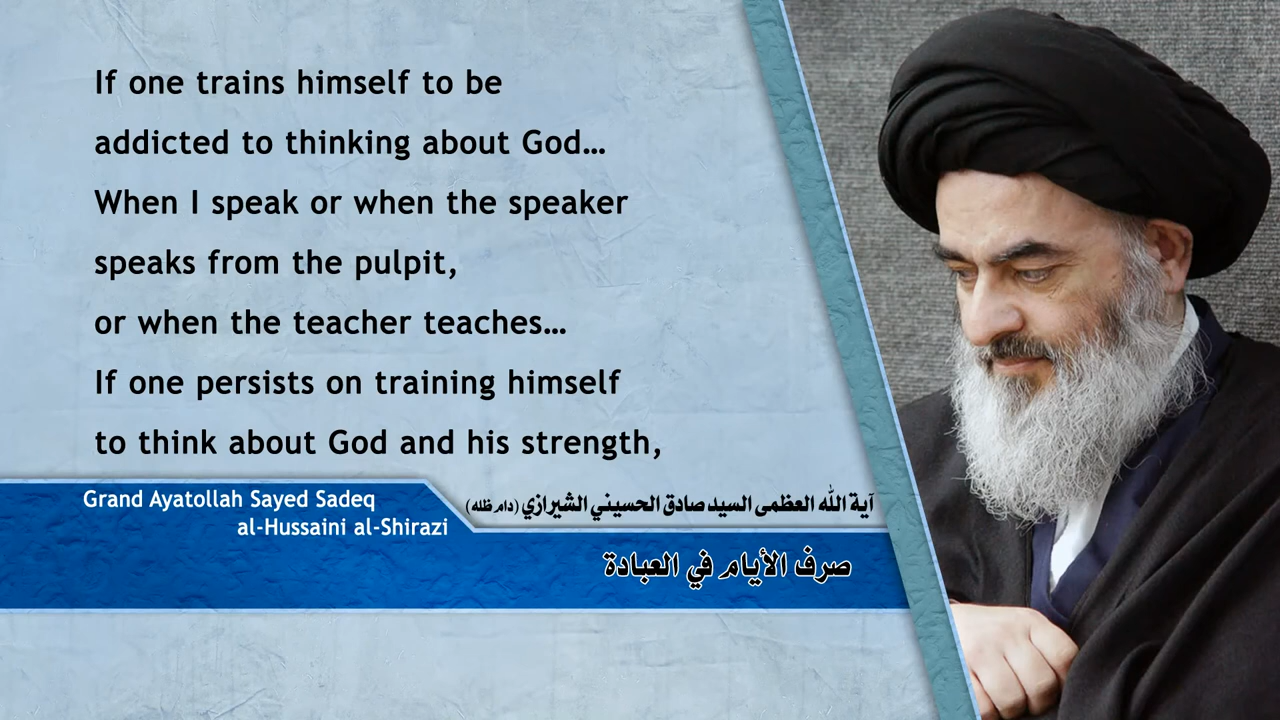 If one trains himself to be
addicted to thinking about God…
When I speak or when the speaker
speaks from the pulpit,
or when the teacher teaches…
If one persists on training himself
to think about God and his strength,
Grand Ayatollah Sayed Sadeq
al-Hussaini al-Shirazi
آية الله العظمى السيد صادق الحسيني الشيرازي (دام ظله)
صرف الأيام في العبادة